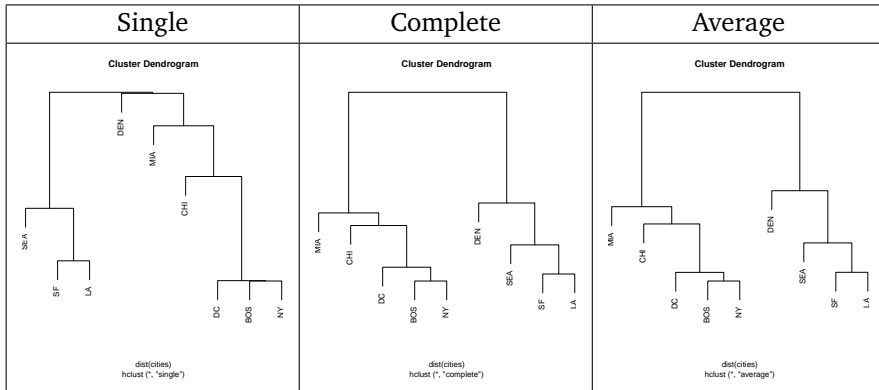 Single
Complete
Average
Cluster Dendrogram
SEA
SF
LA
DEN
MIA
CHI
DC
BOS
NY
dist(cities)
hclust (*, "single")
Cluster Dendrogram
MIA
CHI
DC
BOS
NY
DEN
SEA
SF
LA
dist(cities)
hclust (*, "complete")
Cluster Dendrogram
MIA
CHI
DC
BOS
NY
DEN
SEA
SF
LA
dist(cities)
hclust (*, "average")